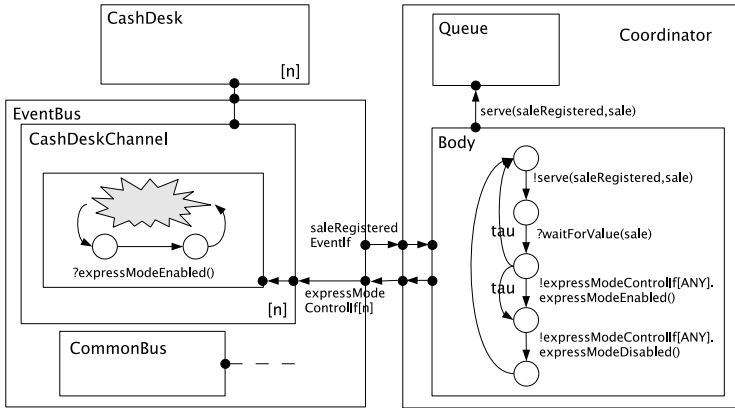 CashDesk
[n]
EventBus
CashDeskChannel
?expressModeEnabled()
[n]
CommonBus
saleRegistered
EventIf
expressMode
ControlIf[n]
Coordinator
Queue
serve(saleRegistered,sale)
Body
!serve(saleRegistered,sale)
tau
?waitForValue(sale)
tau
!expressModeControlIf[ANY].
expressModeEnabled()
!expressModeControlIf[ANY].
expressModeDisabled()